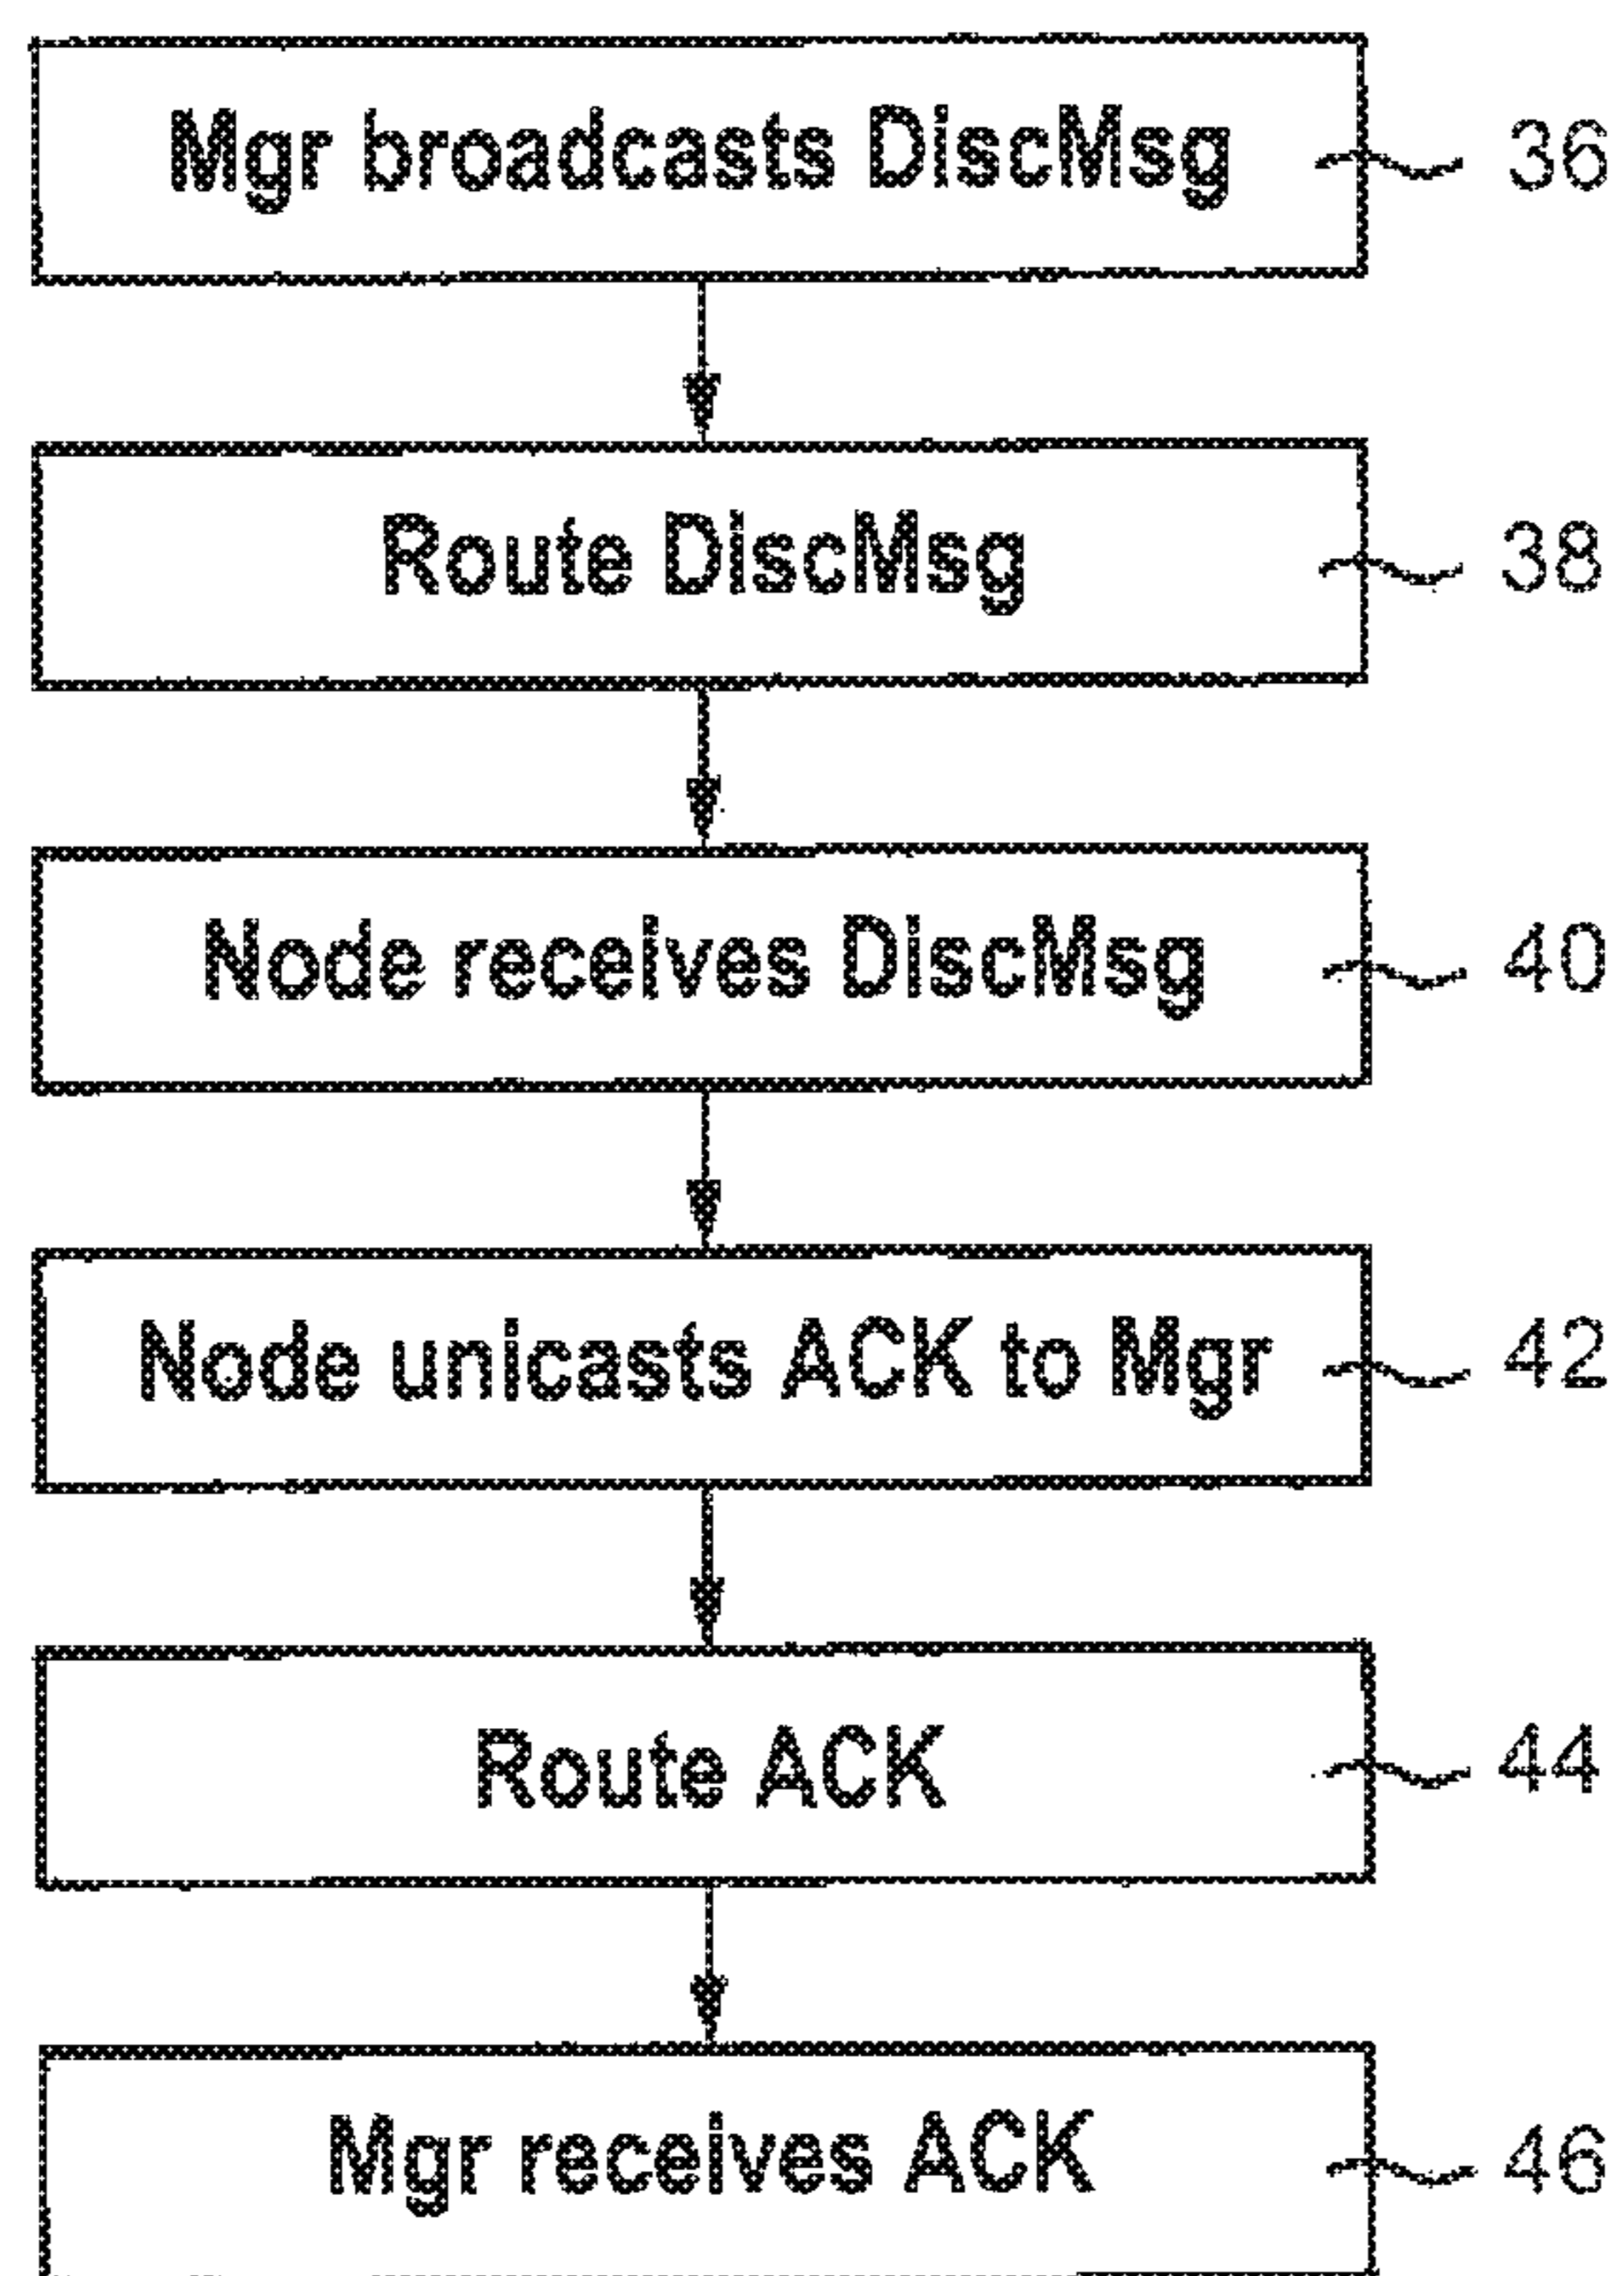 Mgr broadcasts DiscMsg 36
Route DiscMsg 38
Node receives DiscMsg 40
Node unicasts ACK to Mgr 42
Route ACK 44
Mgr receives ACK 46